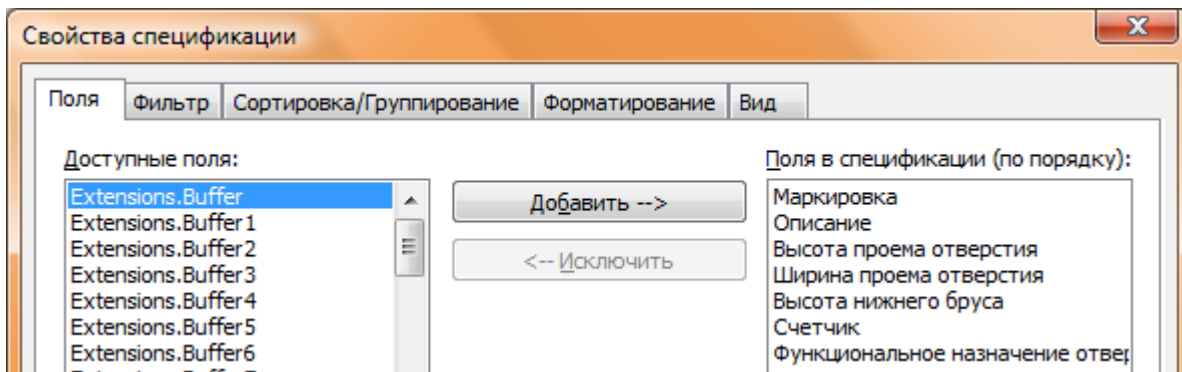 Свойства спецификации
Поля Фильтр Сортировка/Группирование Форматирование Вид
Доступные поля:
Поля в спецификации (по порядку):
Extensions.Buffer
Extensions.Buffer1
Extensions.Buffer2
Extensions.Buffer3
Extensions.Buffer4
Extensions.Buffer5
Extensions.Buffer6
Добавить -->
<-- Исключить
Маркировка
Описание
Высота проема отверстия
Ширина проема отверстия
Высота нижнего бруса
Счетчик
Функциональное назначение отвер